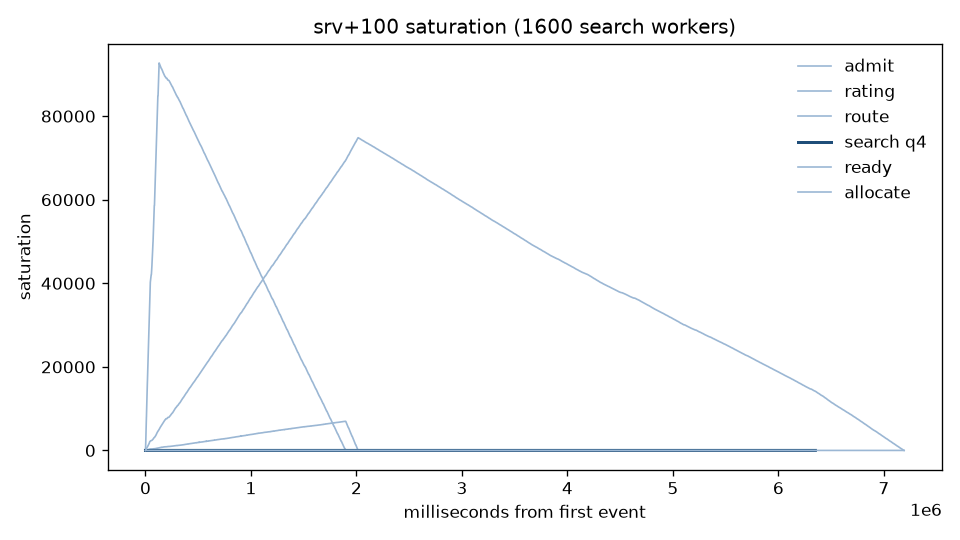 srv+100 saturation (1600 search workers)
admit
rating
route
search q4
ready
allocate
saturation
80000
60000
40000
20000
0
0 1 2 3 4 5 6 7
1e6
milliseconds from first event